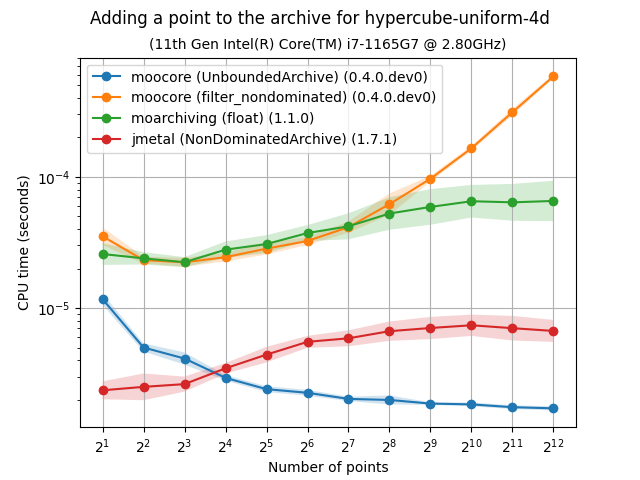 Adding a point to the archive for hypercube-uniform-4d
(11th Gen Intel(R) Core(TM) i7-1165G7 @ 2.80GHz)
moocore (UnboundedArchive) (0.4.0.dev0)
moocore (filter_nondominated) (0.4.0.dev0)
moarchiving (float) (1.1.0)
jmetal (NonDominatedArchive) (1.7.1)
CPU time (seconds)
10⁻⁴
10⁻⁵
2¹ 2² 2³ 2⁴ 2⁵ 2⁶ 2⁷ 2⁸ 2⁹ 2¹⁰ 2¹¹ 2¹²
Number of points